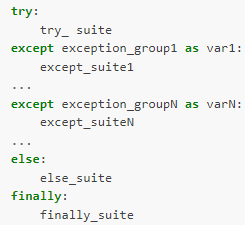 try:
    try_ suite
except exception_group1 as var1:
    except_suite1
...
except exception_groupN as varN:
    except_suiteN
...
else:
    else_suite
finally:
    finally_suite